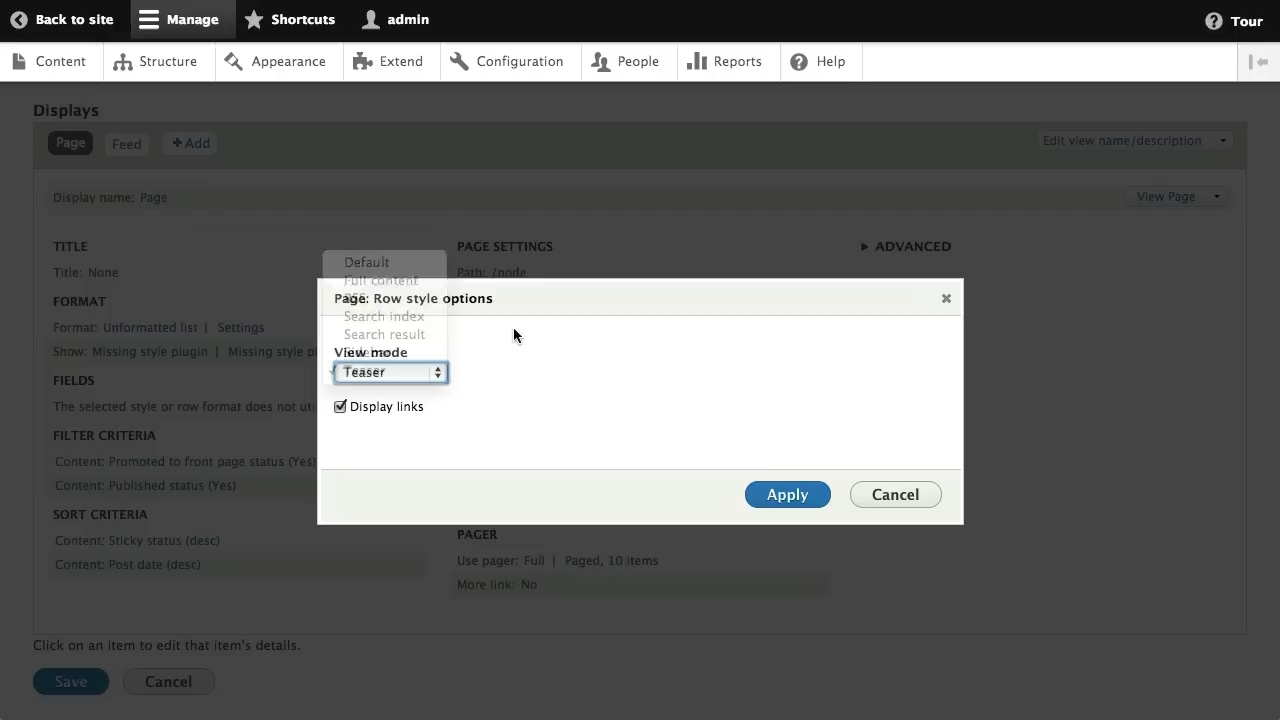 Back to site Manage Shortcuts admin Tour
Content Structure Appearance Extend Configuration People Reports Help
Displays
Page Feed + Add Edit view name/description
Display name: Page View Page
TITLE PAGE SETTINGS ADVANCED
Title: None Path: /node
Default
Full content
Page: Row style options
Search index
Search result
View mode
Teaser
Display links
Apply Cancel
FORMAT
Format: Unformatted list | Settings
Show: Missing style plugin | Missing style pl
FIELDS
The selected style or row format does not uti
FILTER CRITERIA
Content: Promoted to front page status (Yes)
Content: Published status (Yes)
SORT CRITERIA
Content: Sticky status (desc)
Content: Post date (desc)
PAGER
Use pager: Full | Paged, 10 items
More link: No
Click on an item to edit that item's details.
Save Cancel